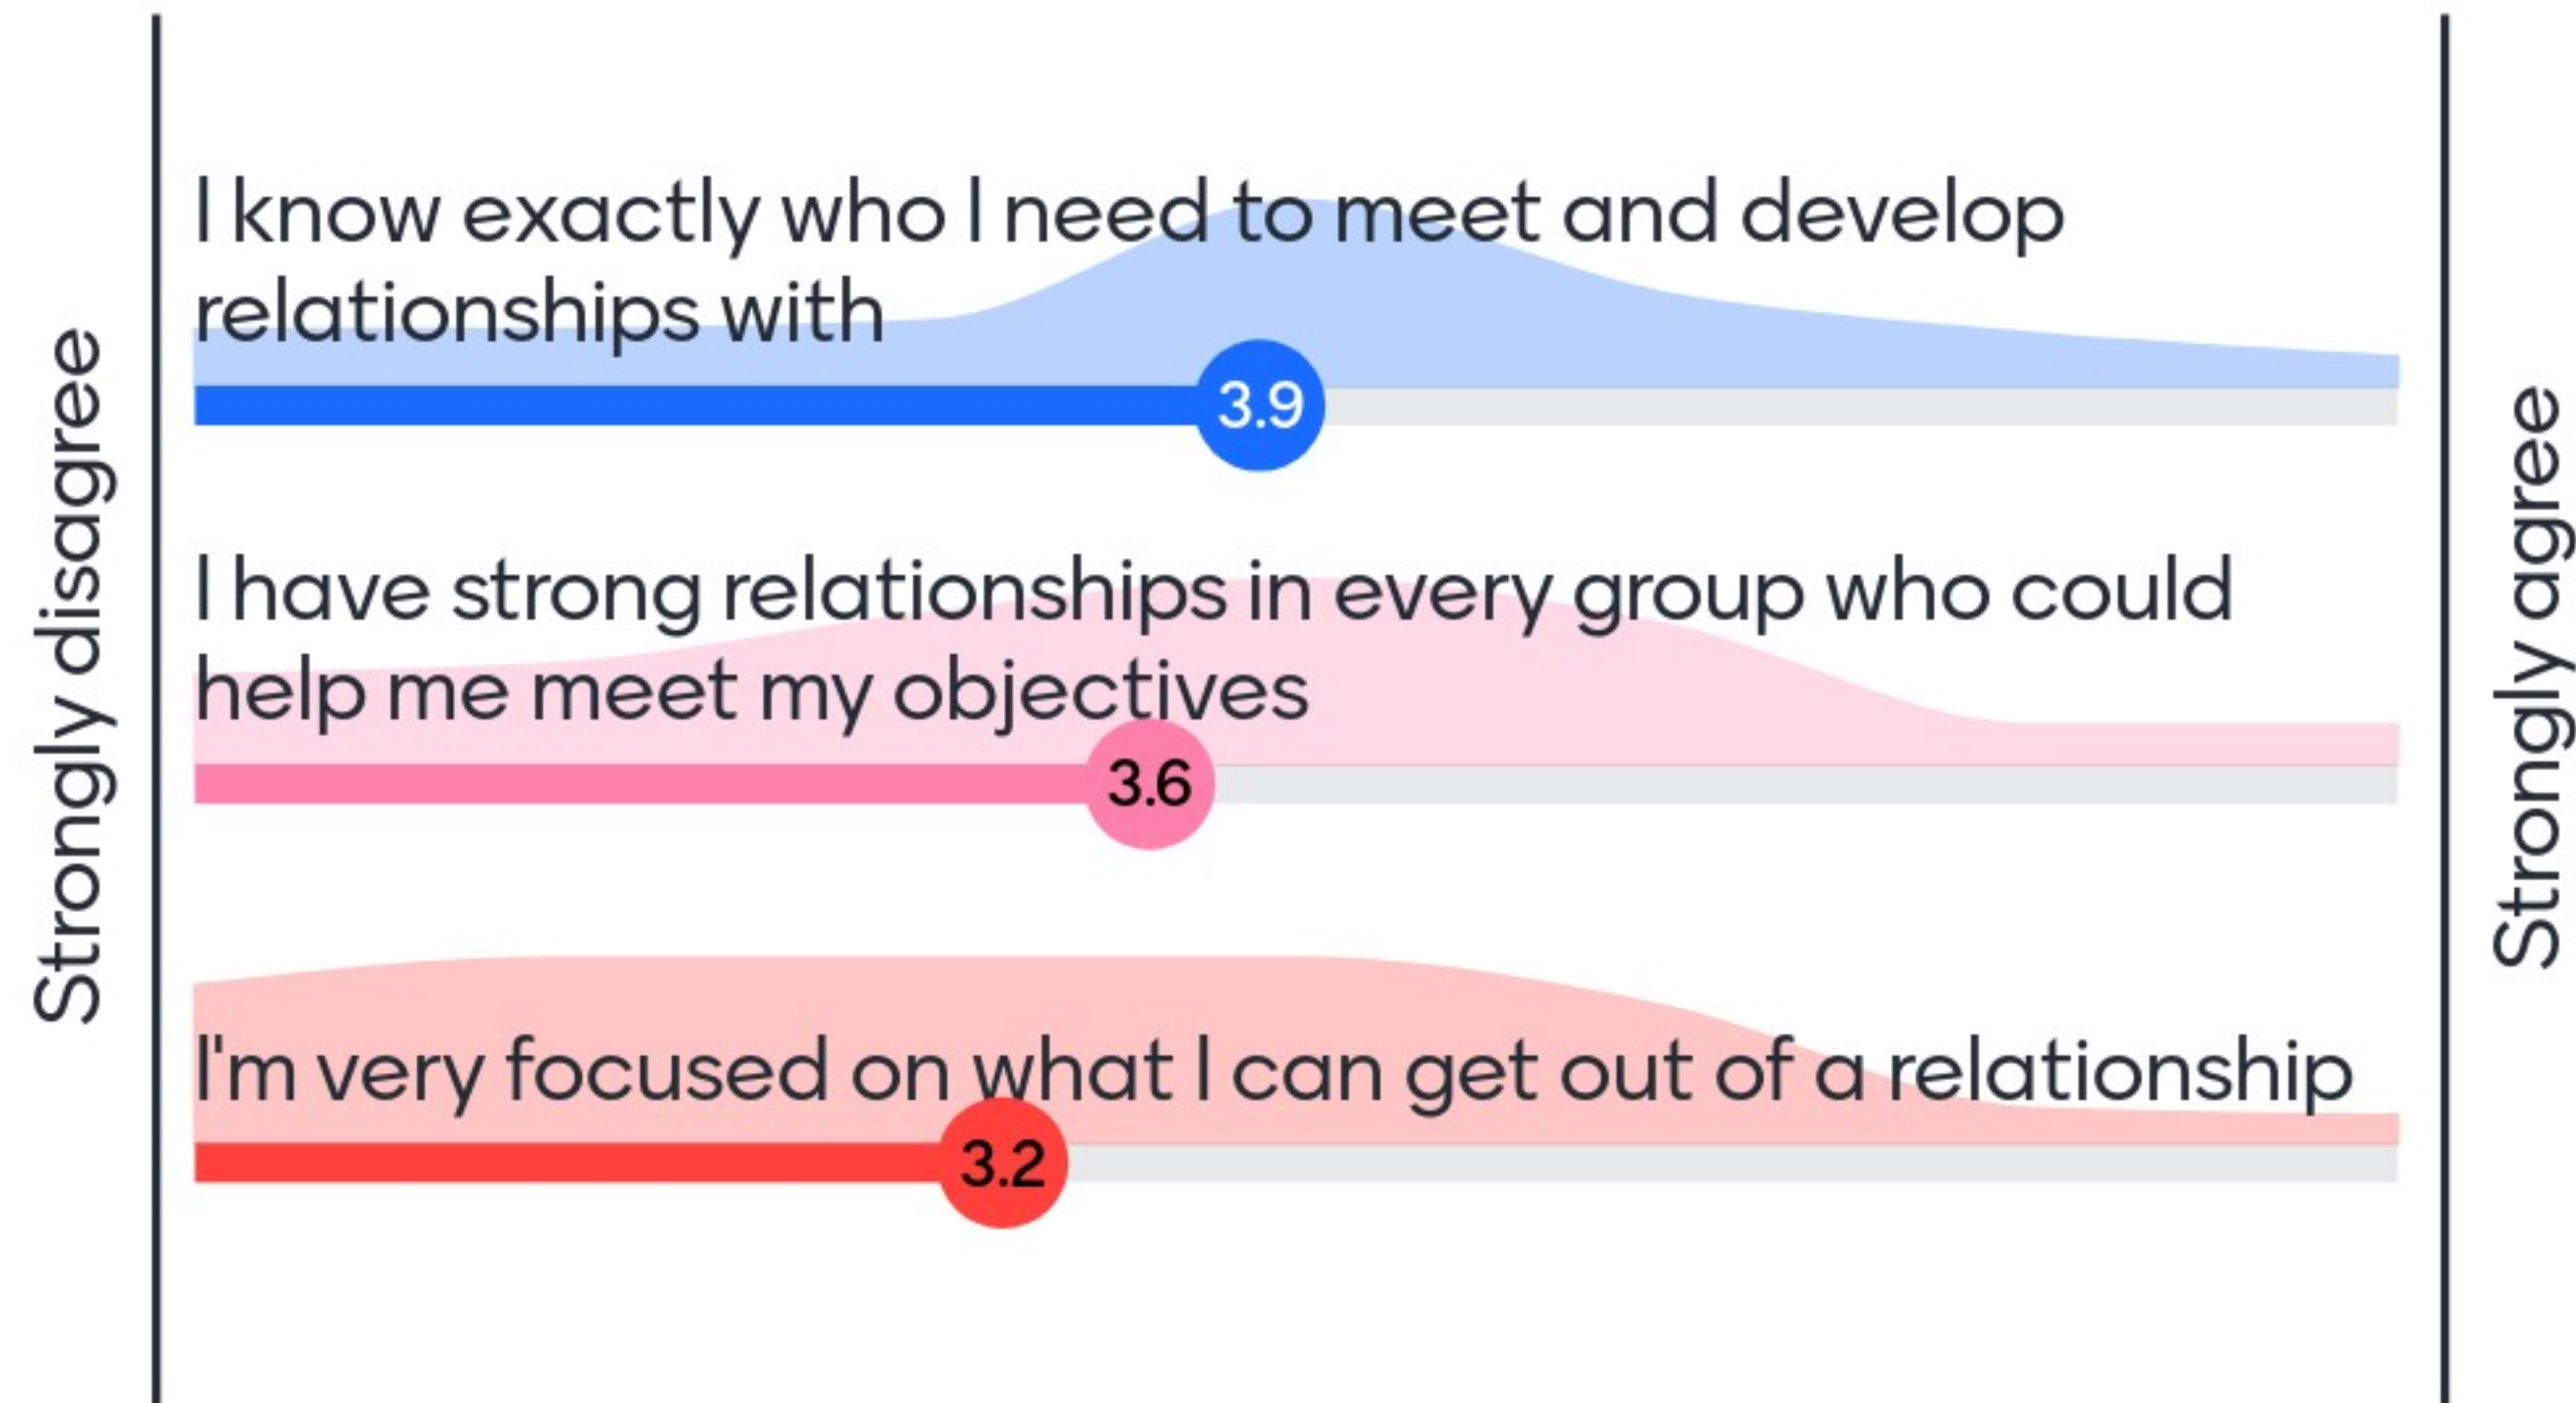 Strongly disagree
I know exactly who I need to meet and develop
relationships with
3.9
I have strong relationships in every group who could
help me meet my objectives
3.6
I'm very focused on what I can get out of a relationship
3.2
Strongly agree